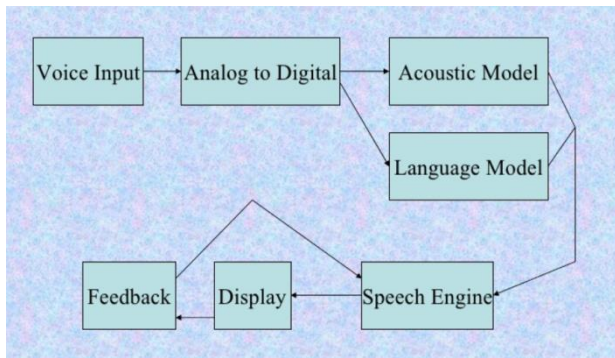 Voice Input
Analog to Digital
Acoustic Model
Language Model
Feedback
Display
Speech Engine